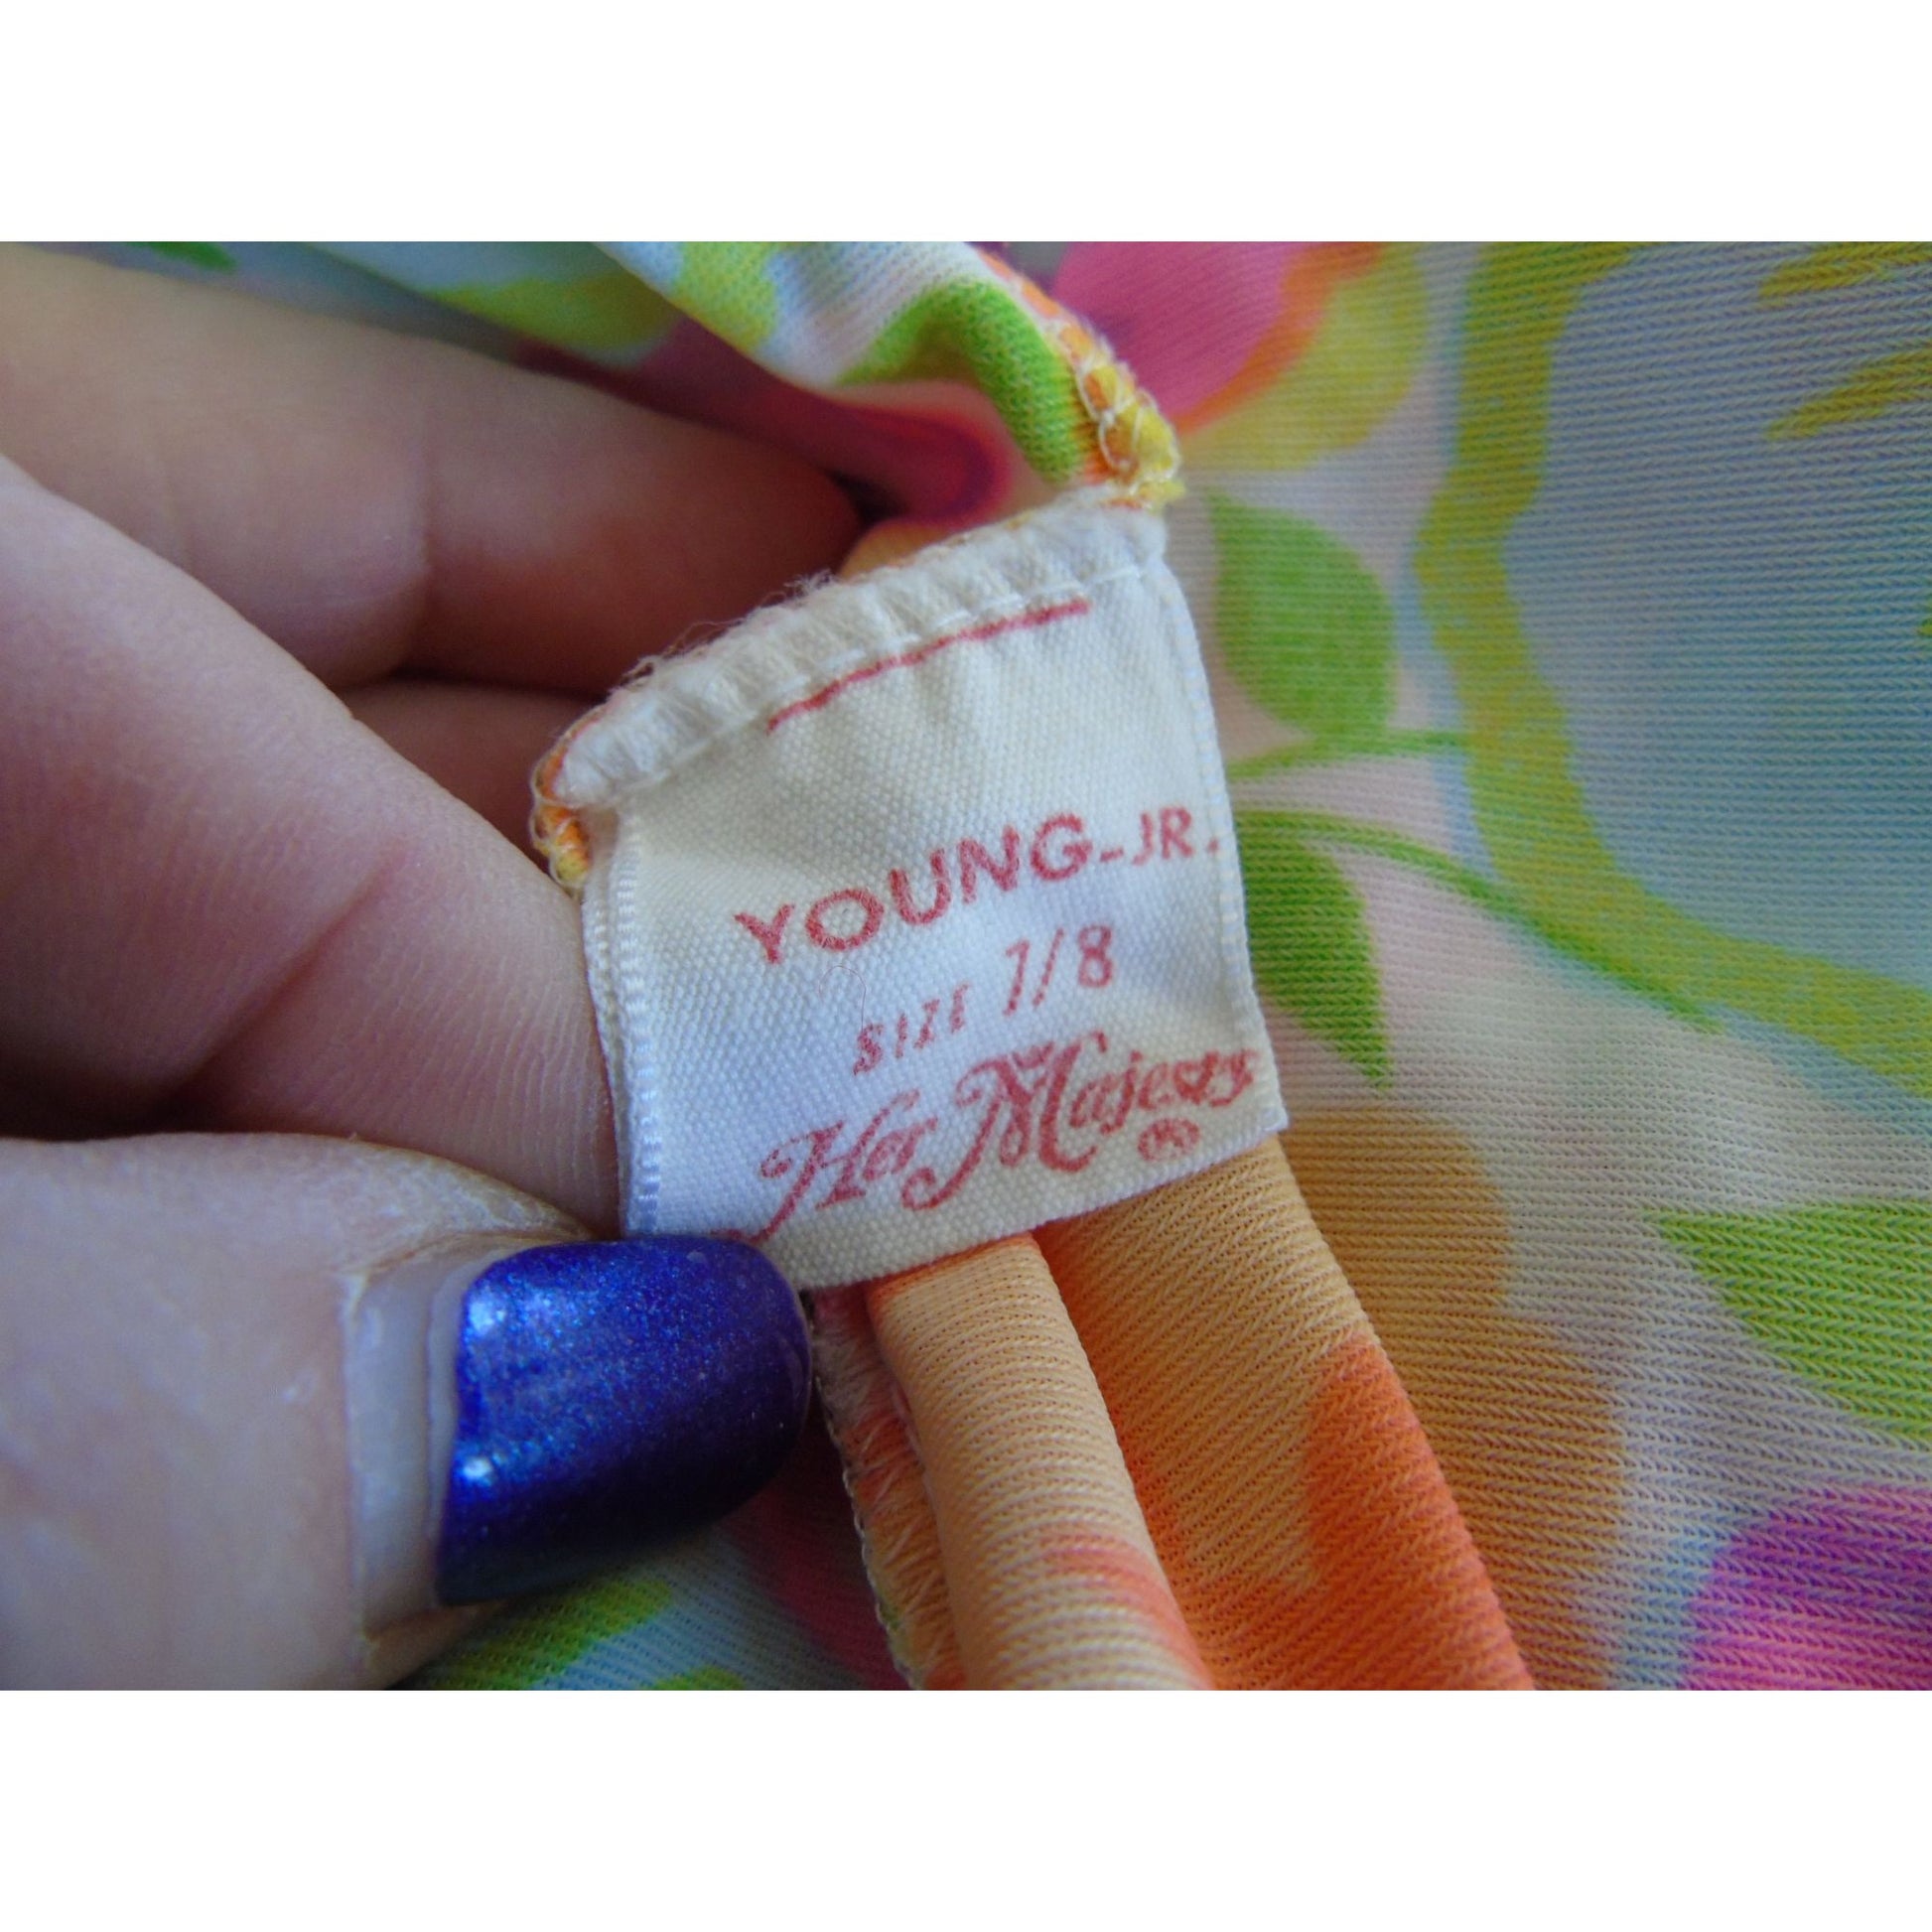 YOUNG-JR.
SIZE 7/8
Her Majesty ®